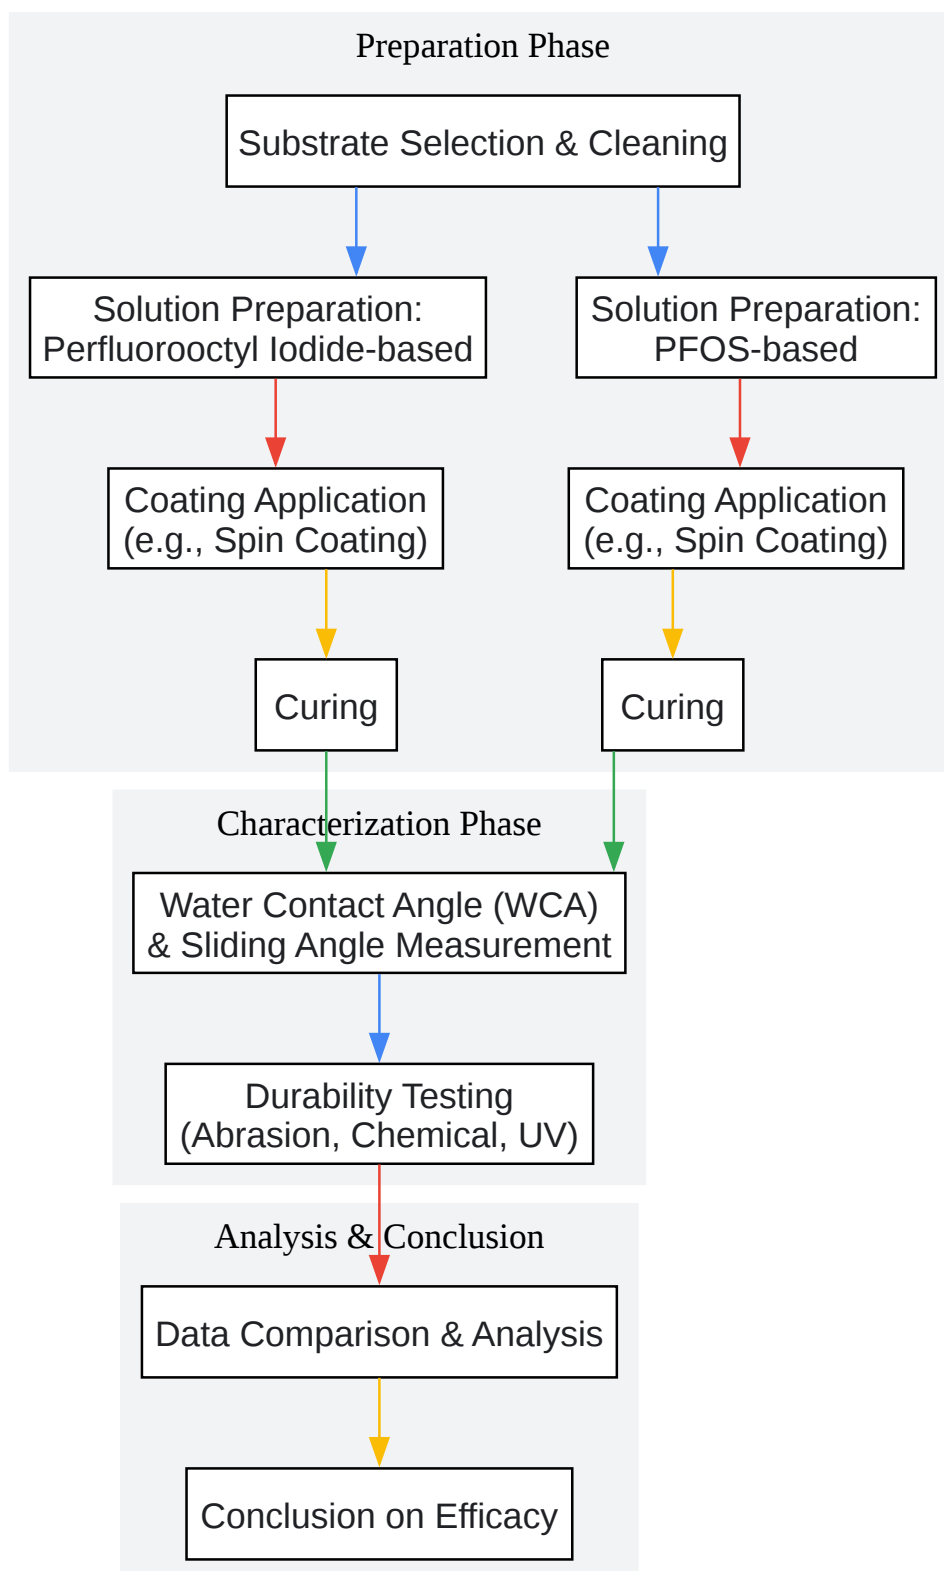 Preparation Phase
Substrate Selection & Cleaning
Solution Preparation:
Perfluorooctyl Iodide-based
Solution Preparation:
PFOS-based
Coating Application
(e.g., Spin Coating)
Coating Application
(e.g., Spin Coating)
Curing
Curing
Characterization Phase
Water Contact Angle (WCA)
& Sliding Angle Measurement
Durability Testing
(Abrasion, Chemical, UV)
Analysis & Conclusion
Data Comparison & Analysis
Conclusion on Efficacy